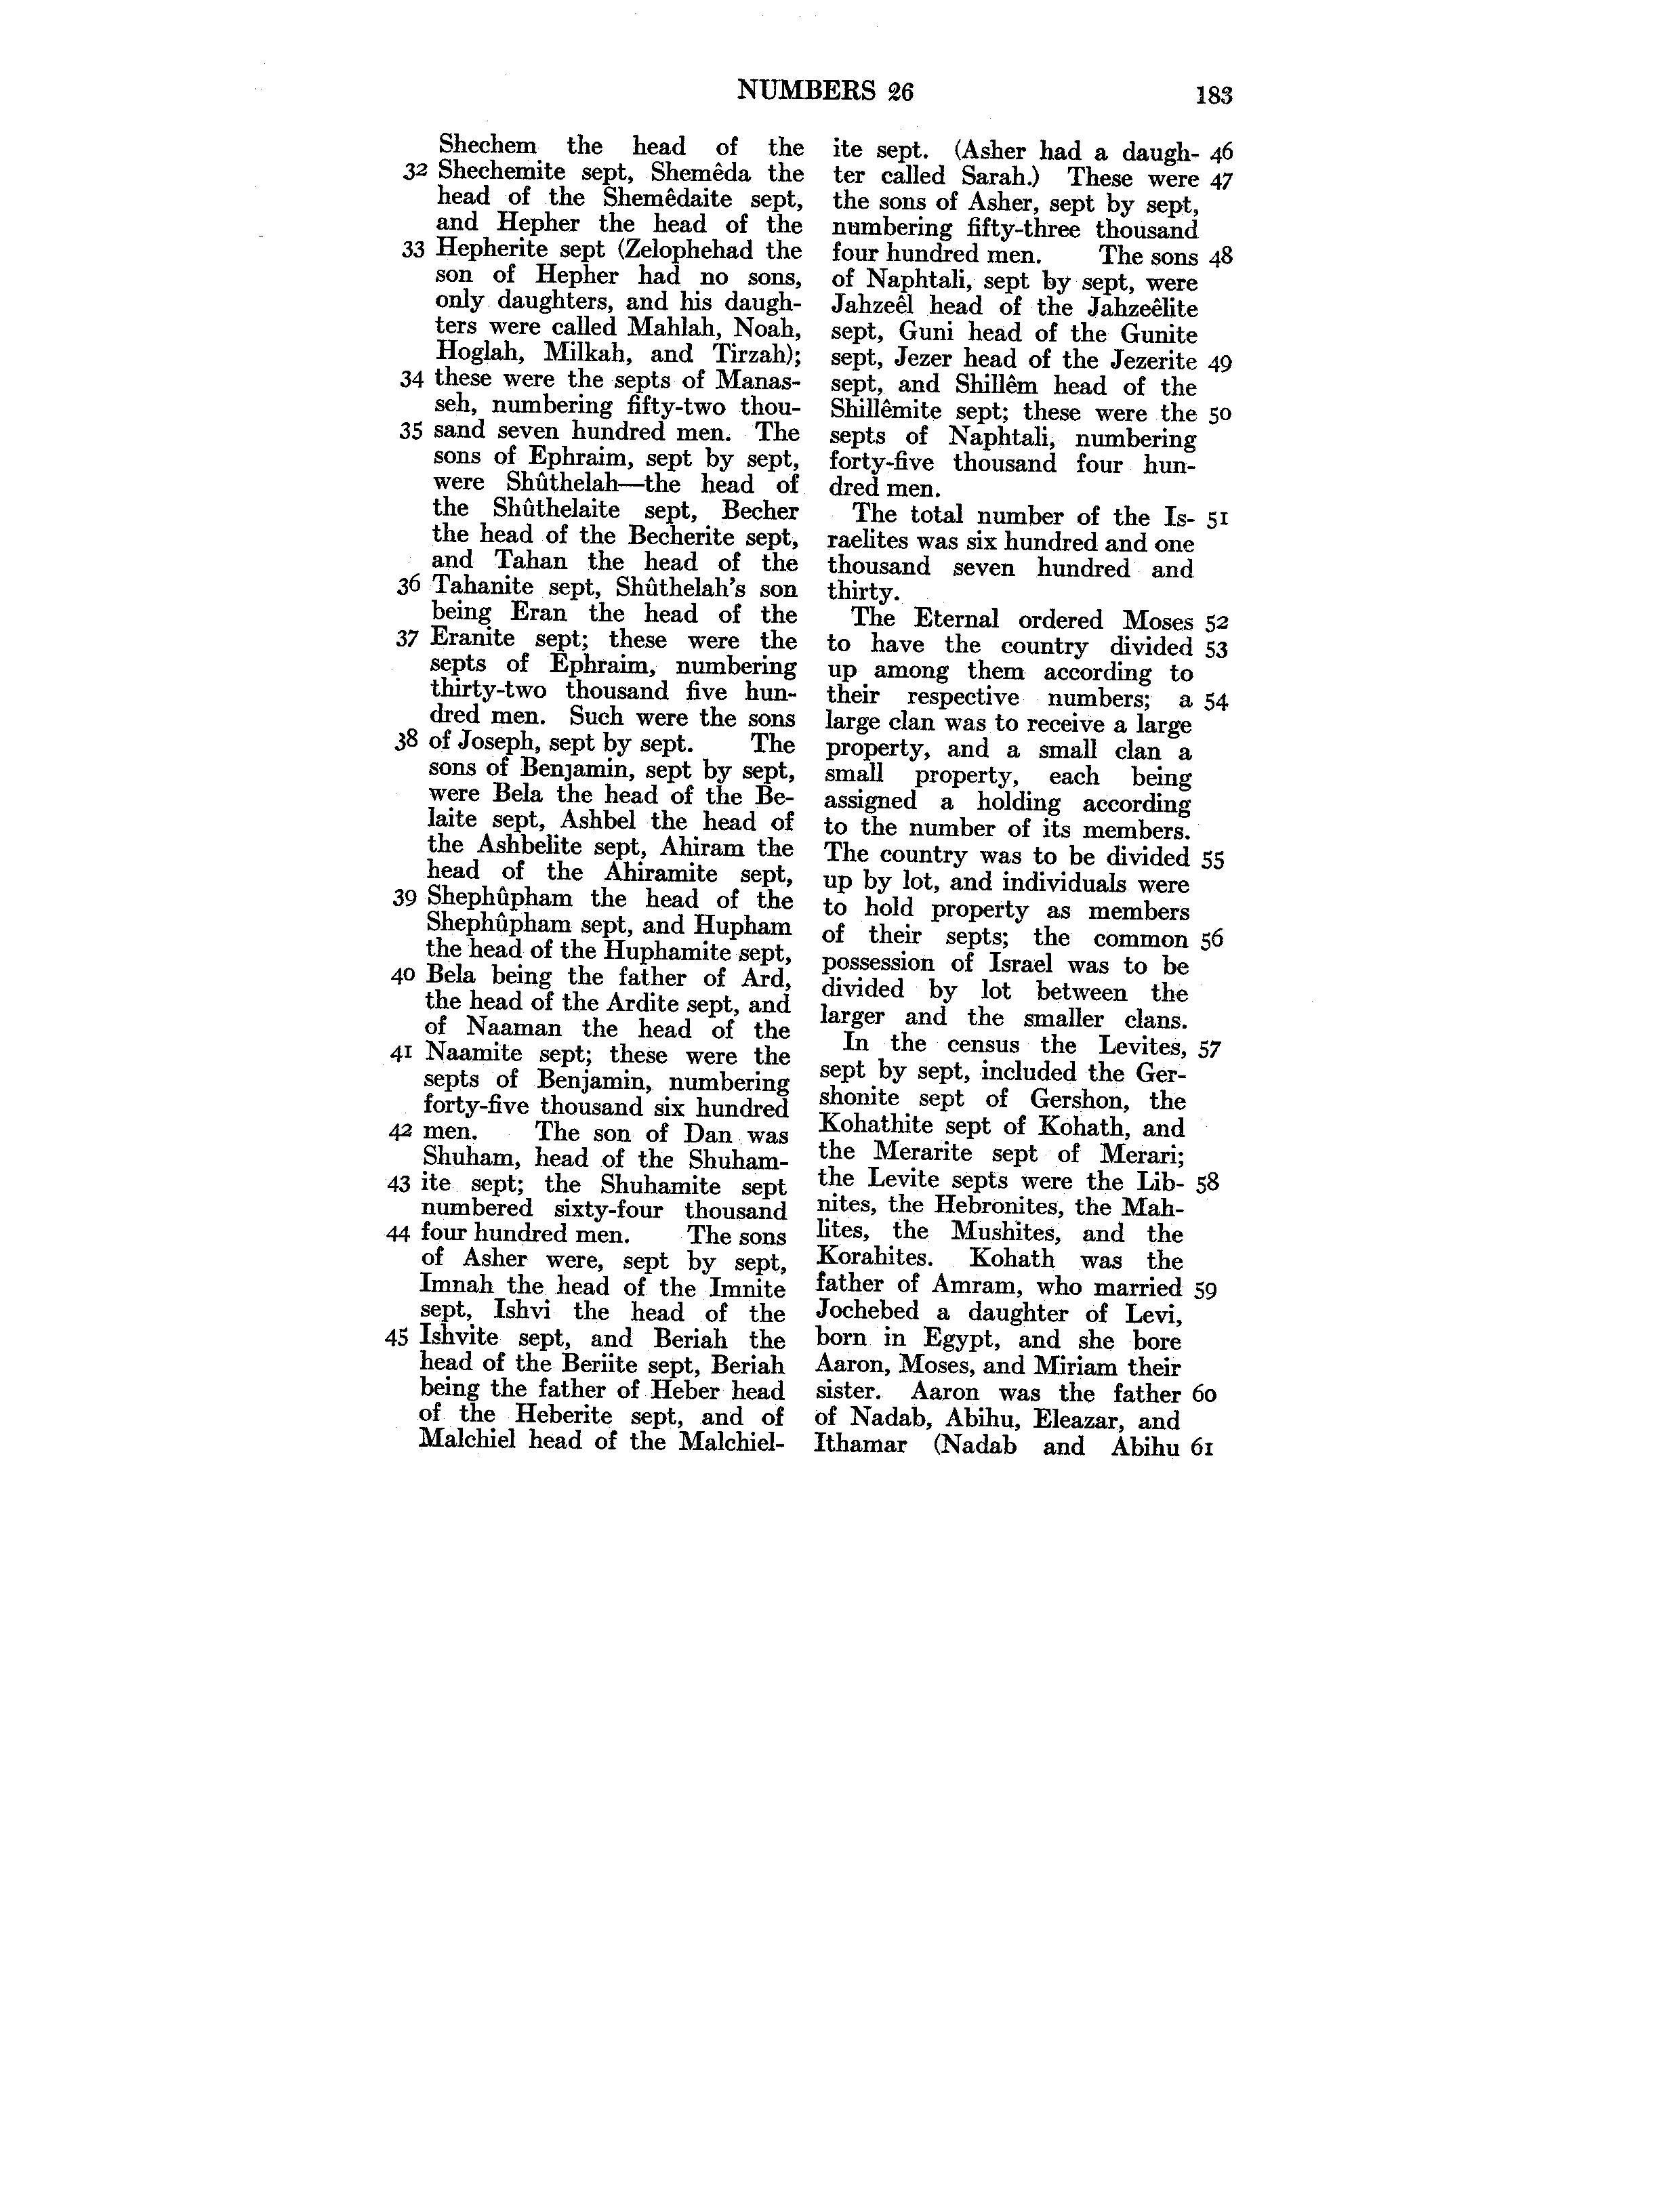 NUMBERS 26 183
Shechem the head of the
32 Shechemite sept, Shemêda the
head of the Shemêdaite sept,
and Hepher the head of the
33 Hepherite sept (Zelophehad the
son of Hepher had no sons,
only daughters, and his daugh-
ters were called Mahlah, Noah,
Hoglah, Milkah, and Tirzah);
34 these were the septs of Manas-
seh, numbering fifty-two thou-
35 sand seven hundred men. The
sons of Ephraim, sept by sept,
were Shûthelah—the head of
the Shûthelaite sept, Becher
the head of the Becherite sept,
and Tahan the head of the
36 Tahanite sept, Shûthelah's son
being Eran the head of the
37 Eranite sept; these were the
septs of Ephraim, numbering
thirty-two thousand five hun-
dred men. Such were the sons
38 of Joseph, sept by sept. The
sons of Benjamin, sept by sept,
were Bela the head of the Be-
laite sept, Ashbel the head of
the Ashbelite sept, Ahiram the
head of the Ahiramite sept,
39 Shephûpham the head of the
Shephûpham sept, and Hupham
the head of the Huphamite sept,
40 Bela being the father of Ard,
the head of the Ardite sept, and
of Naaman the head of the
41 Naamite sept; these were the
septs of Benjamin, numbering
forty-five thousand six hundred
42 men. The son of Dan was
Shuham, head of the Shuham-
43 ite sept; the Shuhamite sept
numbered sixty-four thousand
44 four hundred men. The sons
of Asher were, sept by sept,
Imnah the head of the Imnite
sept, Ishvi the head of the
45 Ishvite sept, and Beriah the
head of the Beriite sept, Beriah
being the father of Heber head
of the Heberite sept, and of
Malchiel head of the Malchiel-
ite sept. (Asher had a daugh- 46
ter called Sarah.) These were 47
the sons of Asher, sept by sept,
numbering fifty-three thousand
four hundred men. The sons 48
of Naphtali, sept by sept, were
Jahzeêl head of the Jahzeêlite
sept, Guni head of the Gunite
sept, Jezer head of the Jezerite 49
sept, and Shillêm head of the
Shillêmite sept; these were the 50
septs of Naphtali, numbering
forty-five thousand four hun-
dred men.
The total number of the Is- 51
raelites was six hundred and one
thousand seven hundred and
thirty.
The Eternal ordered Moses 52
to have the country divided 53
up among them according to
their respective numbers; a 54
large clan was to receive a large
property, and a small clan a
small property, each being
assigned a holding according
to the number of its members.
The country was to be divided 55
up by lot, and individuals were
to hold property as members
of their septs; the common 56
possession of Israel was to be
divided by lot between the
larger and the smaller clans.
In the census the Levites, 57
sept by sept, included the Ger-
shonite sept of Gershon, the
Kohathite sept of Kohath, and
the Merarite sept of Merari;
the Levite septs were the Lib- 58
nites, the Hebronites, the Mah-
lites, the Mushites, and the
Korahites. Kohath was the
father of Amram, who married 59
Jochebed a daughter of Levi,
born in Egypt, and she bore
Aaron, Moses, and Miriam their
sister. Aaron was the father 60
of Nadab, Abihu, Eleazar, and
Ithamar (Nadab and Abihu 61